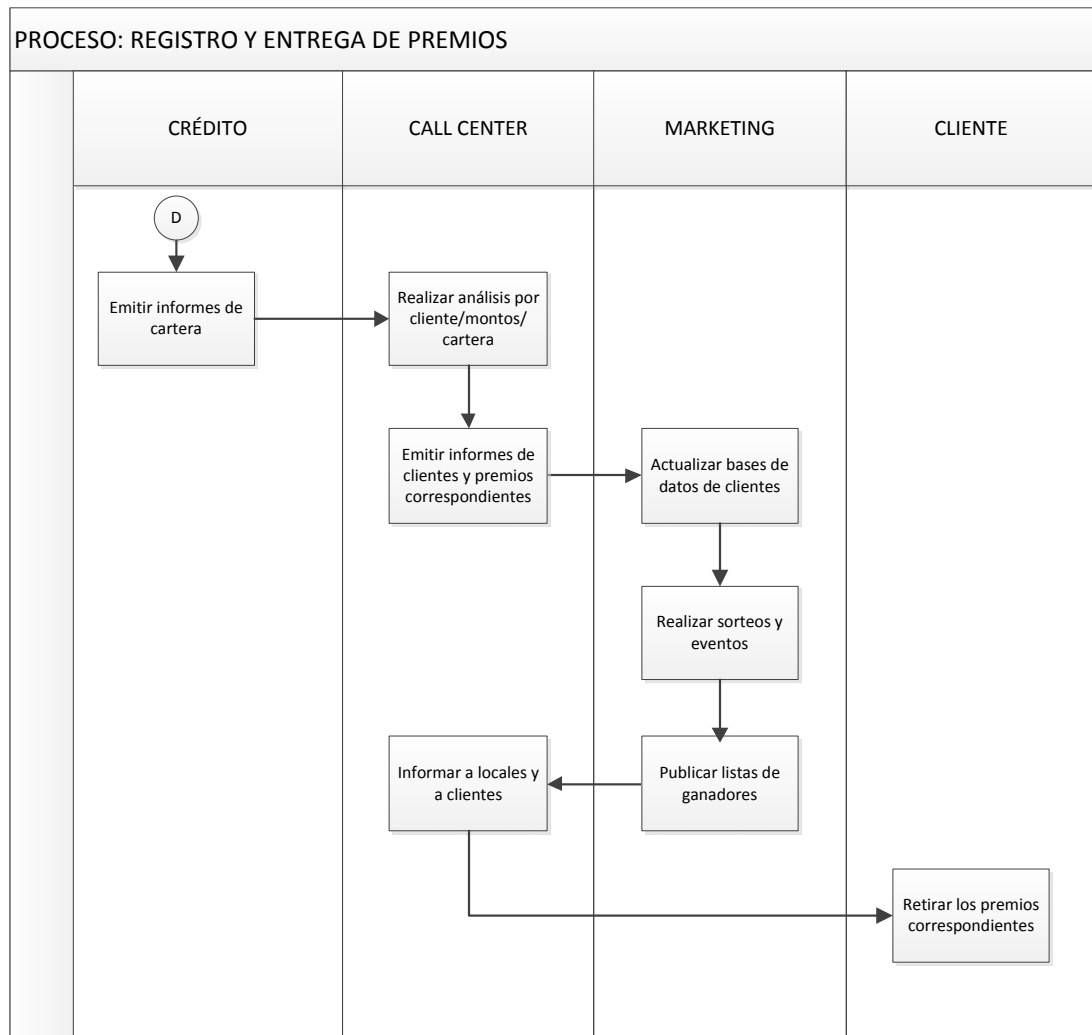 PROCESO: REGISTRO Y ENTREGA DE PREMIOS
CRÉDITO
CALL CENTER
MARKETING
CLIENTE
D
Emitir informes de
cartera
Realizar análisis por
cliente/montos/
cartera
Emitir informes de
clientes y premios
correspondientes
Actualizar bases de
datos de clientes
Realizar sorteos y
eventos
Publicar listas de
ganadores
Informar a locales y
a clientes
Retirar los premios
correspondientes